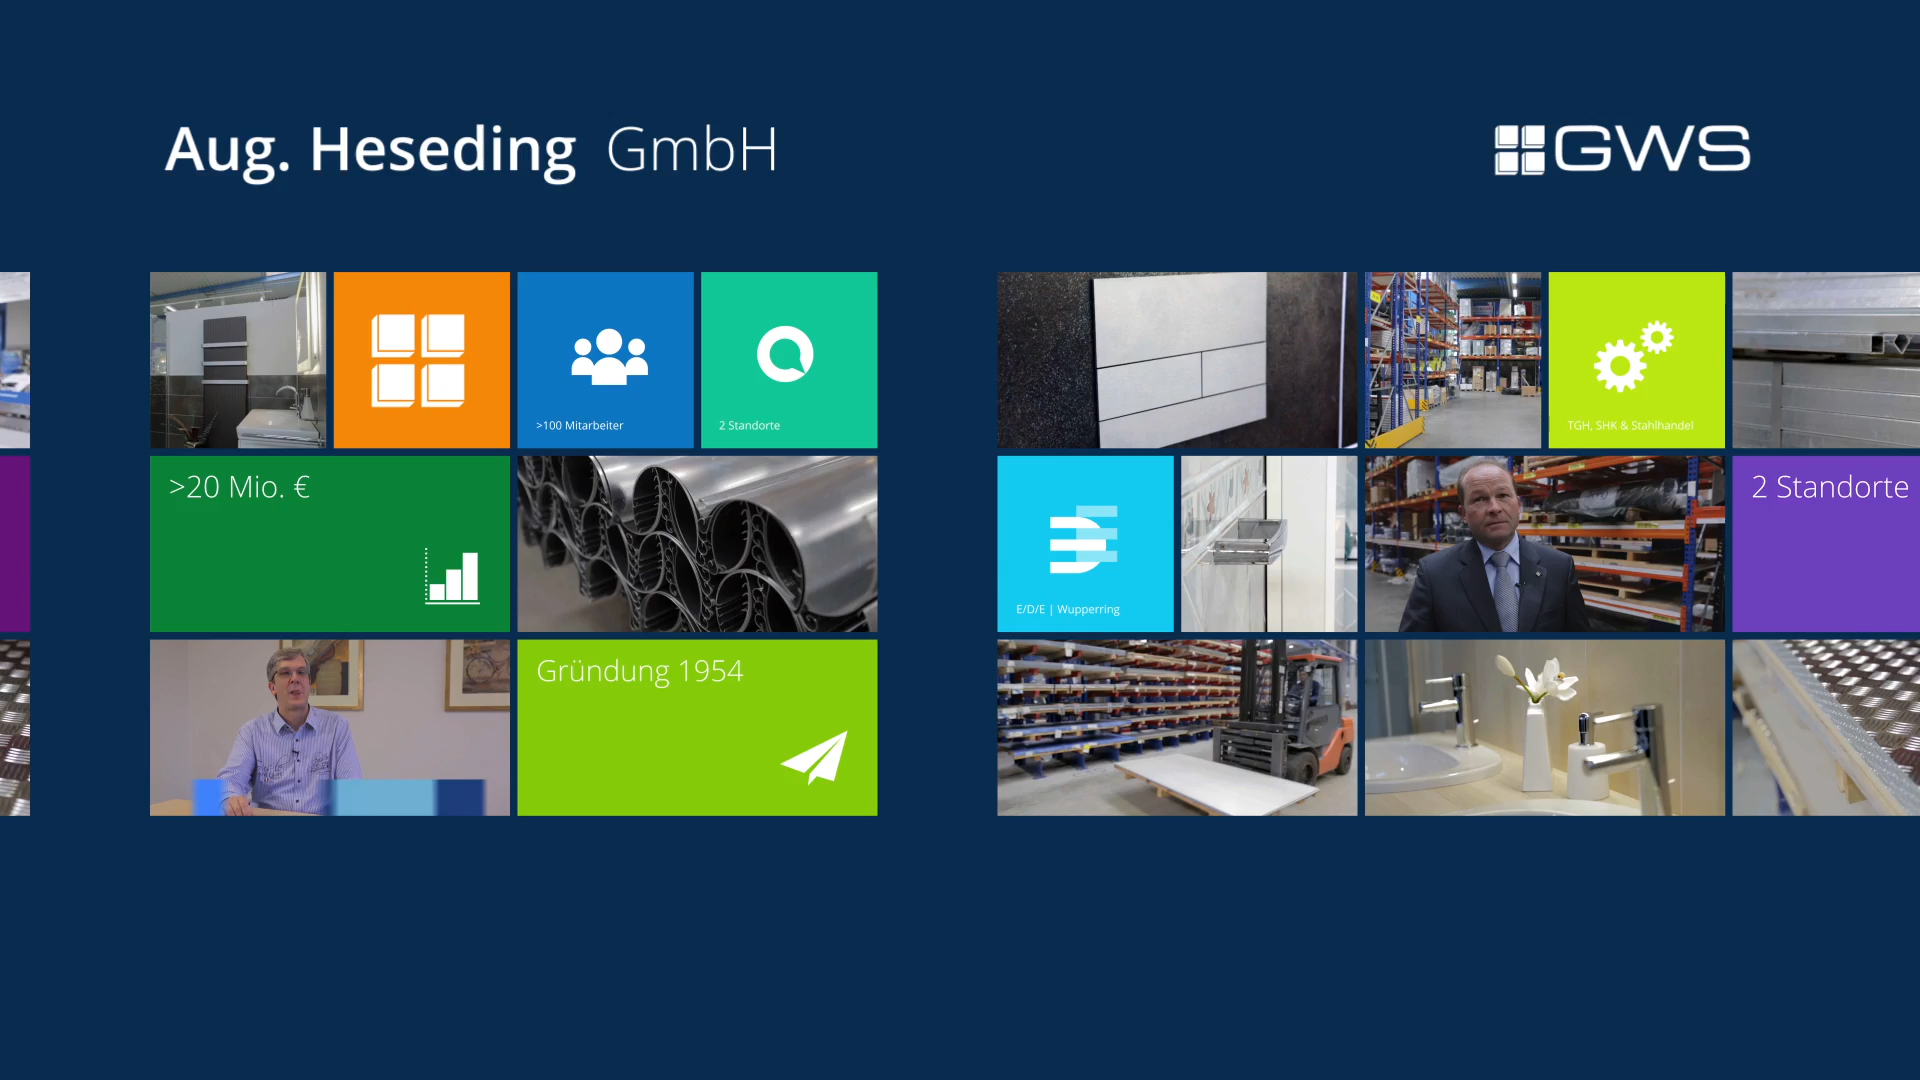 Aug. Heseding GmbH
GWS
>100 Mitarbeiter
2 Standorte
TGH, SHK & Stahlhandel
>20 Mio. €
E/D/E | Wupperring
2 Standorte
Gründung 1954